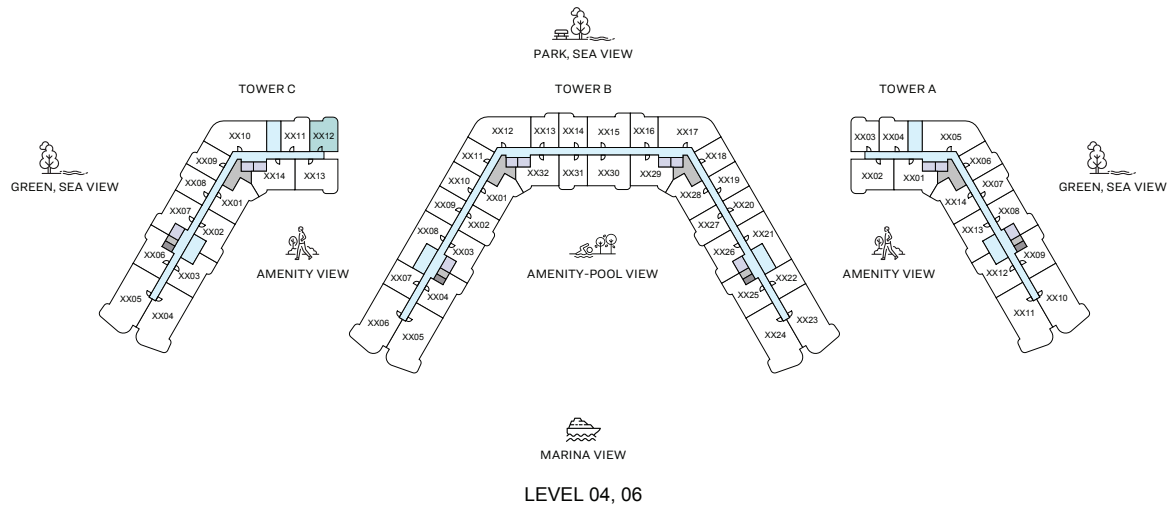 PARK, SEA VIEW
TOWER C
TOWER B
TOWER A
GREEN, SEA VIEW
XX10
XX11
XX12
XX09
XX08
XX14
XX13
XX07
XX01
XX02
XX06
XX03
XX05
XX04
AMENITY VIEW
XX12
XX13
XX14
XX15
XX16
XX17
XX11
XX32
XX31
XX30
XX29
XX18
XX10
XX01
XX28
XX19
XX09
XX02
XX27
XX20
XX08
XX03
XX26
XX21
XX07
XX04
XX25
XX22
XX06
XX05
XX24
XX23
AMENITY-POOL VIEW
XX03
XX04
XX05
XX02
XX01
XX06
XX14
XX07
XX13
XX08
XX12
XX09
XX11
XX10
AMENITY VIEW
GREEN, SEA VIEW
MARINA VIEW
LEVEL 04, 06